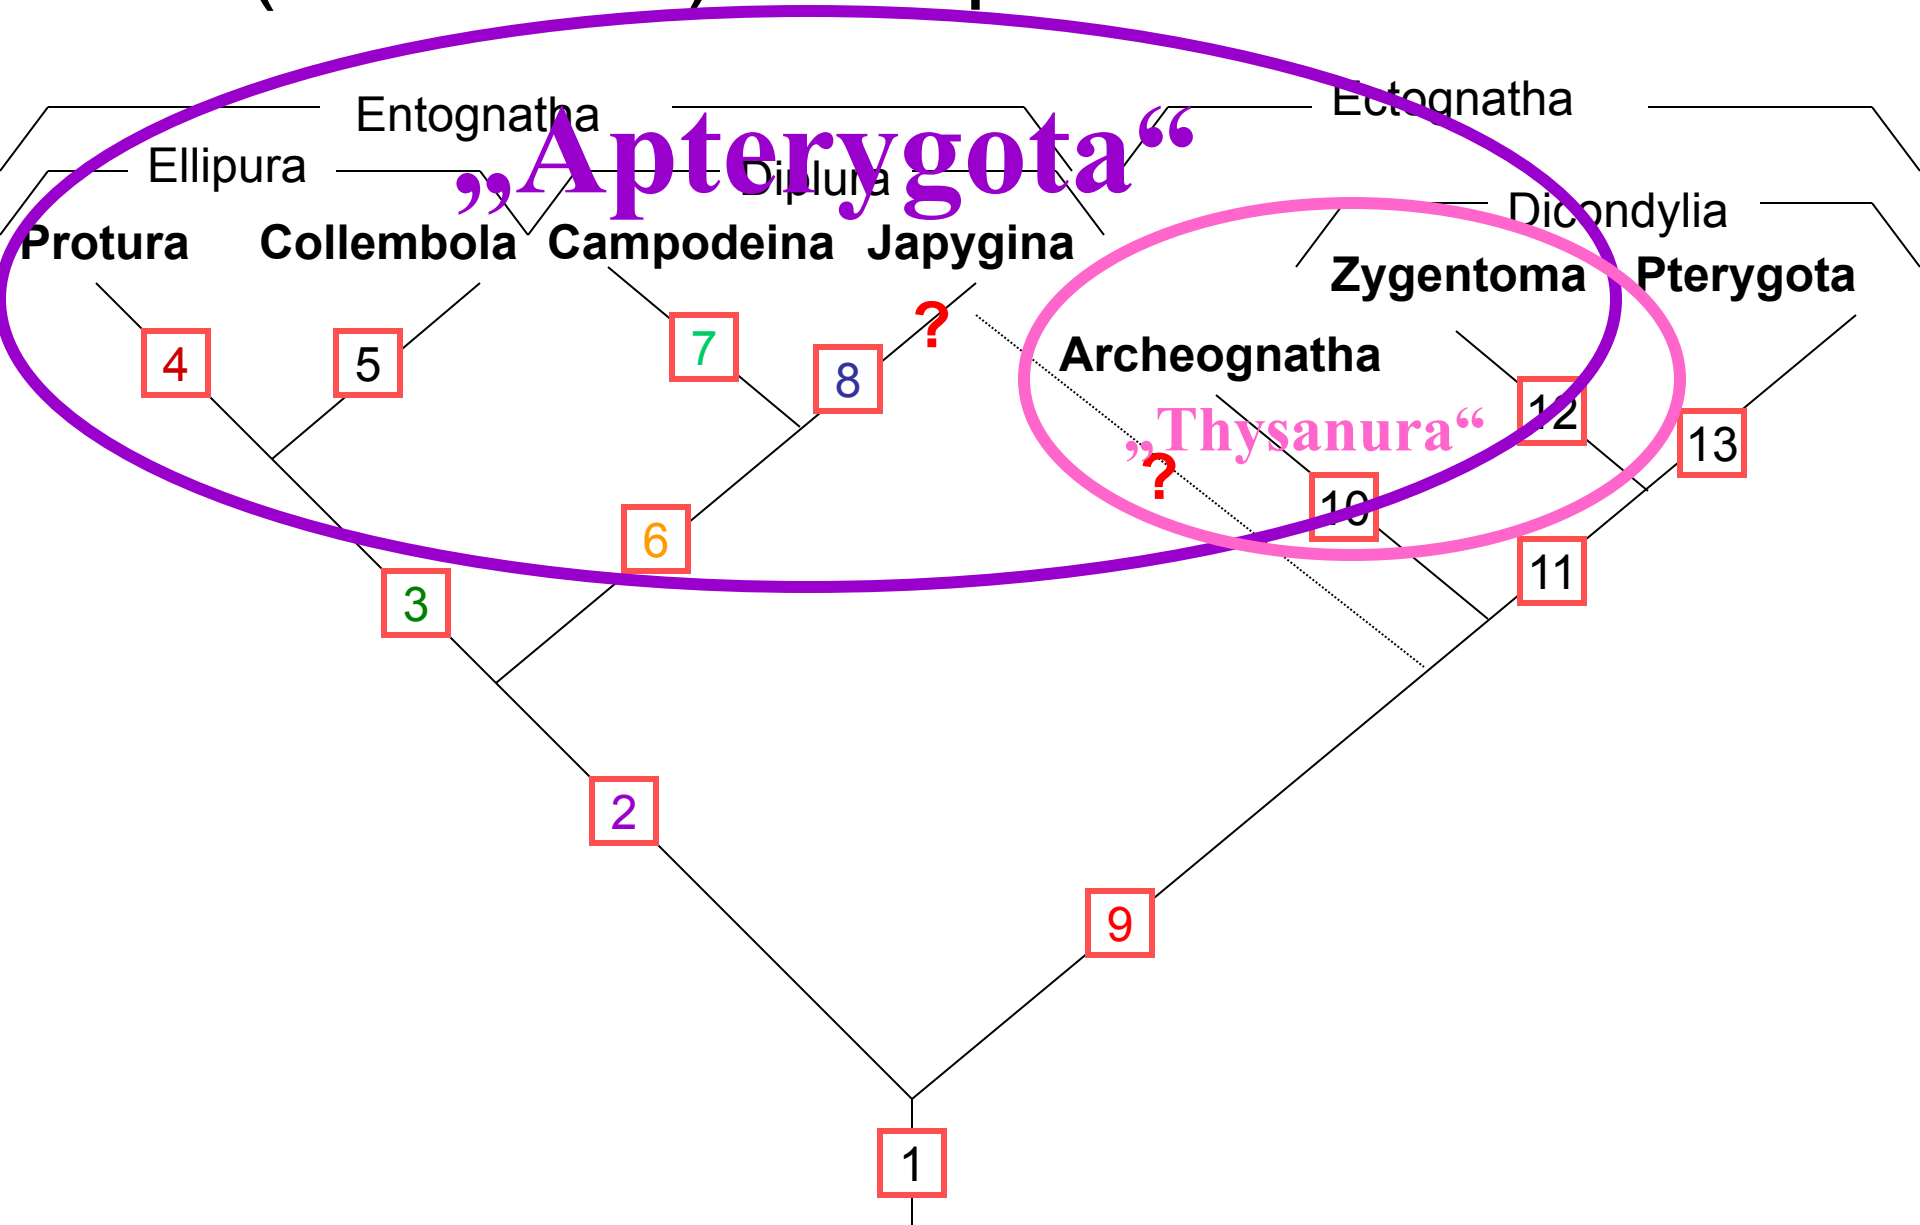 Entognatha
Ectognatha
„Apterygota“
Ellipura
Diplura
Dicondylia
Protura
Collembola
Campodeina
Japygina
Zygentoma
Pterygota
?
Archeognatha
4
5
7
8
12
„Thysanura“
13
?
10
6
11
3
2
9
1